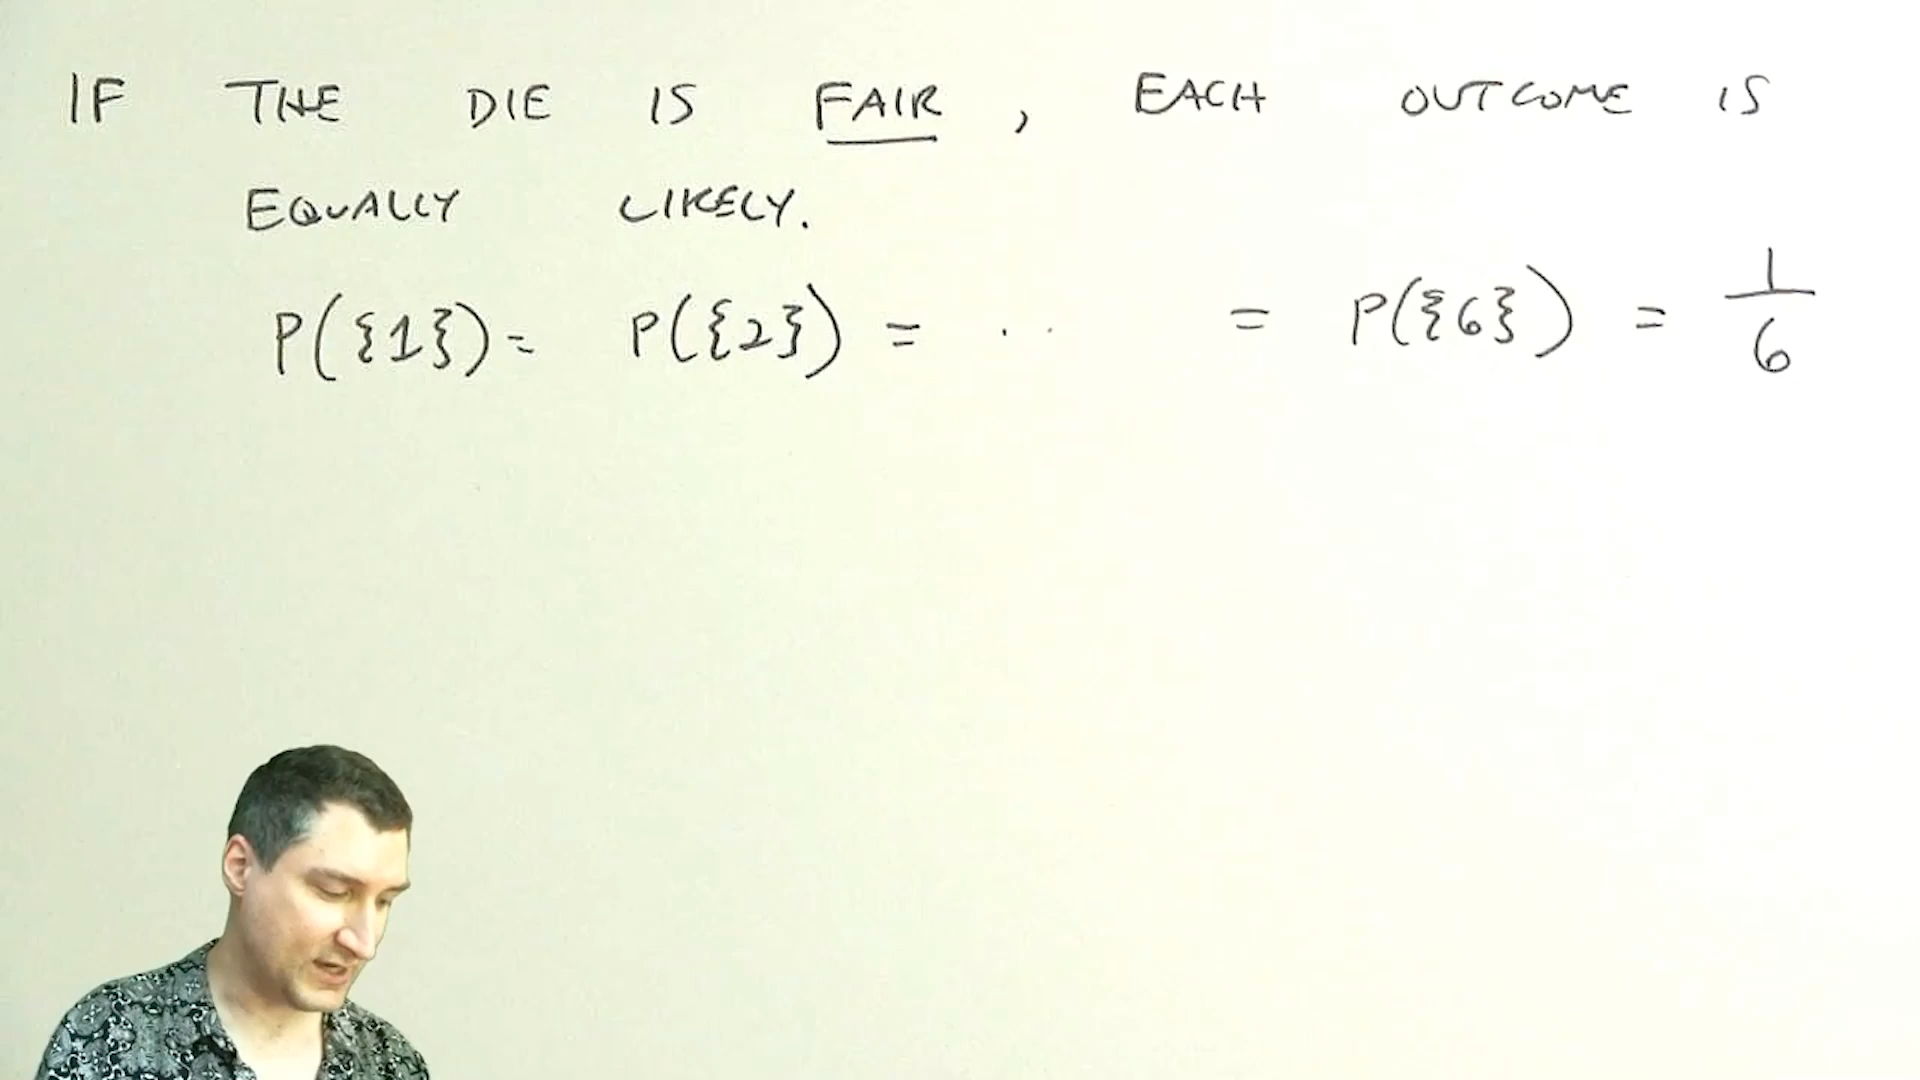 IF THE DIE IS FAIR, EACH OUTCOME IS
EQUALLY LIKELY.
P({1}) = P({2}) = .. = P({6}) = 1/6